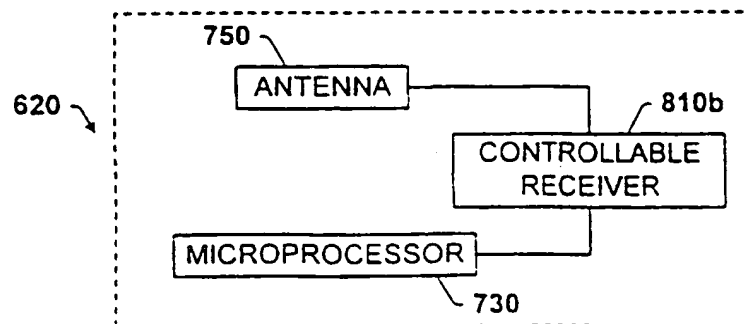 750
ANTENNA
620
810b
CONTROLLABLE
RECEIVER
MICROPROCESSOR
730